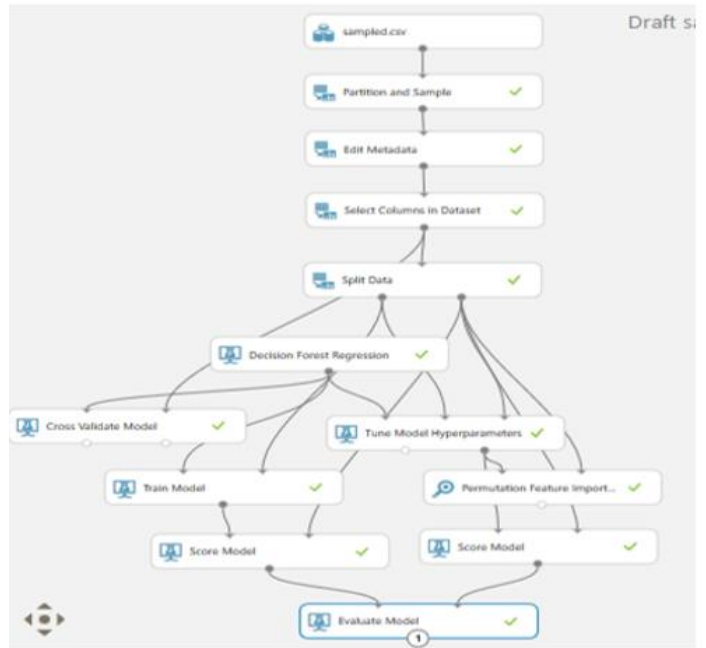 Draft sa
sampled.csv
Partition and Sample
Edit Metadata
Select Columns in Dataset
Split Data
Decision Forest Regression
Cross Validate Model
Tune Model Hyperparameters
Train Model
Permutation Feature Import...
Score Model
Score Model
Evaluate Model
1